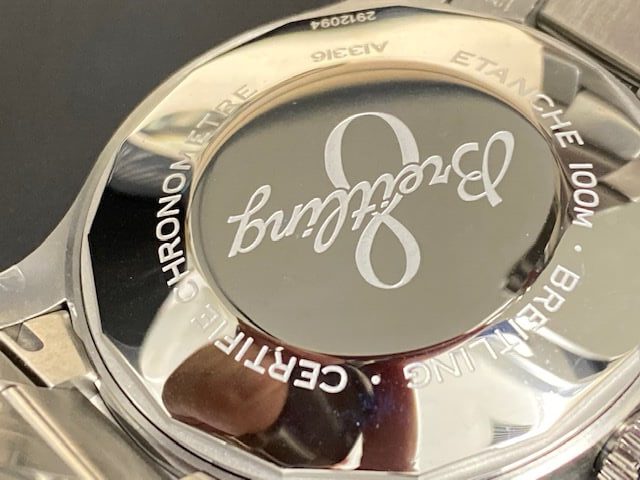 2912094
A13316
ETANCHE 100M · BREITLING · CERTIFIE CHRONOMETRE
Breitling